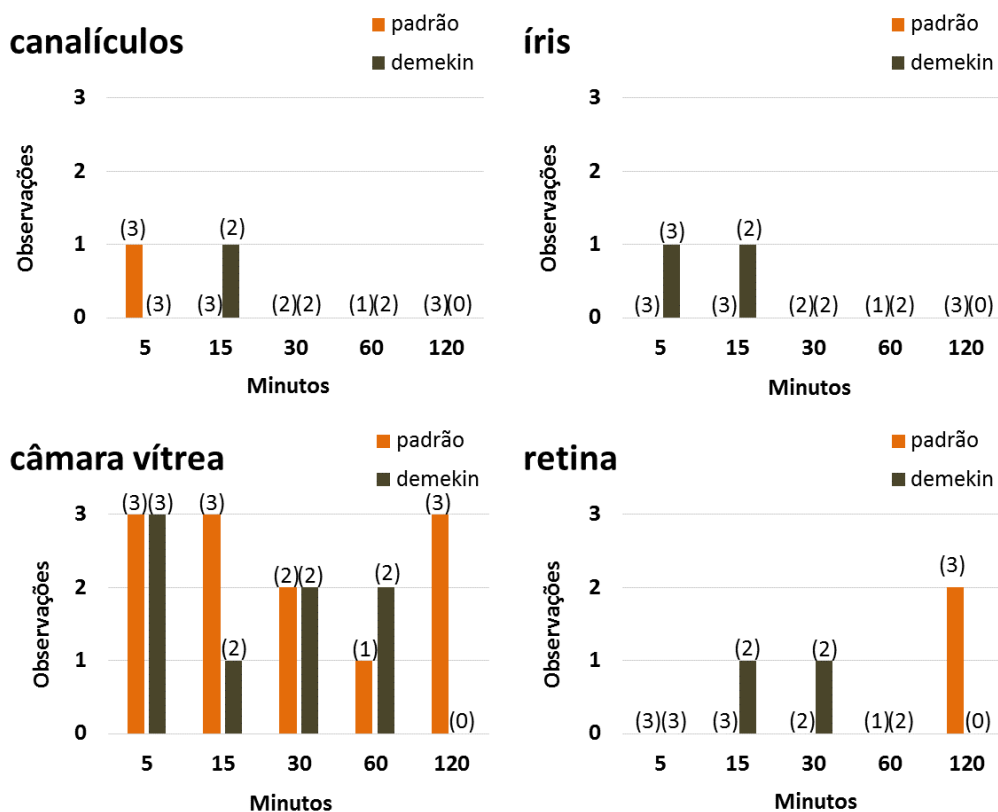 canalículos
padrão
demekin
Observações
3
2
1
0
(3)
(3)
(3)
(2)
(2)(2)
(1)(2)
(3)(0)
5 15 30 60 120
Minutos
íris
padrão
demekin
Observações
3
2
1
0
(3)
(3)
(3)
(2)
(2)(2)
(1)(2)
(3)(0)
5 15 30 60 120
Minutos
câmara vítrea
padrão
demekin
Observações
3
2
1
0
(3)(3)
(3)
(2)
(2)(2)
(1)
(2)
(3)
(0)
5 15 30 60 120
Minutos
retina
padrão
demekin
Observações
3
2
1
0
(3)(3)
(3)
(2)
(2)
(2)
(1)(2)
(3)
(0)
5 15 30 60 120
Minutos